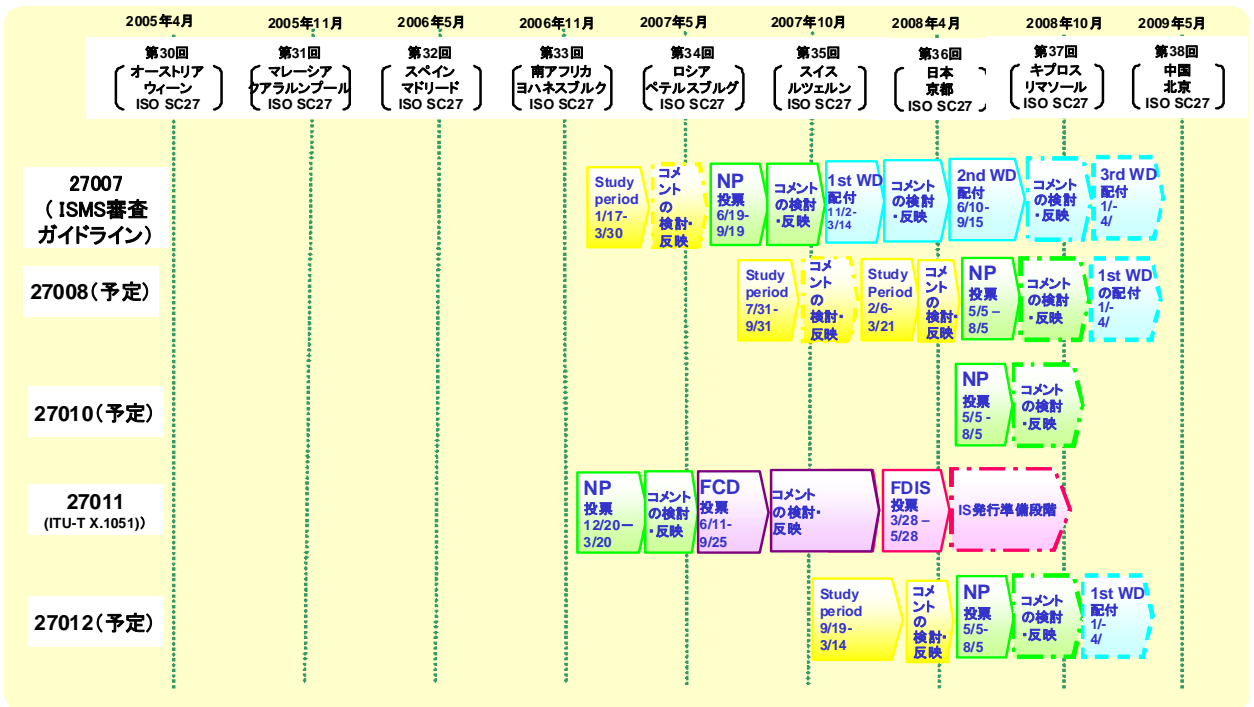 2005年4月
2005年11月
2006年5月
2006年11月
2007年5月
2007年10月
2008年4月
2008年10月
2009年5月
第30回
オーストリア
ウィーン
ISO SC27
第31回
マレーシア
クアラルンプール
ISO SC27
第32回
スペイン
マドリード
ISO SC27
第33回
南アフリカ
ヨハネスブルク
ISO SC27
第34回
ロシア
ペテルスブルグ
ISO SC27
第35回
スイス
ルツェルン
ISO SC27
第36回
日本
京都
ISO SC27
第37回
キプロス
リマソール
ISO SC27
第38回
中国
北京
ISO SC27
27007
( ISMS審査
ガイドライン)
Study
period
1/17-
3/30
コメ
ント
の
検討・
反映
NP
投票
6/19-
9/19
コメント
の検討
・反映
1st WD
配付
11/2-
3/14
コメント
の検討
・反映
2nd WD
配付
6/10-
9/15
コメント
の検討
・反映
3rd WD
配付
1/-
4/
27008(予定)
Study
period
7/31-
9/31
コメ
ント
の
検討・
反映
Study
Period
2/6-
3/21
コメ
ント
の
検討・
反映
NP
投票
5/5 –
8/5
コメント
の検討・
反映
1st WD
の配付
1/-
4/
27010(予定)
NP
投票
5/5 -
8/5
コメント
の検討
・反映
27011
(ITU-T X.1051))
NP
投票
12/20ー
3/20
コメント
の検討
・反映
FCD
投票
6/11-
9/25
コメント
の検討・
反映
FDIS
投票
3/28 –
5/28
IS発行準備段階
27012(予定)
Study
period
9/19-
3/14
コメ
ント
の
検討・
反映
NP
投票
5/5-
8/5
コメント
の検討
・反映
1st WD
配付
1/-
4/